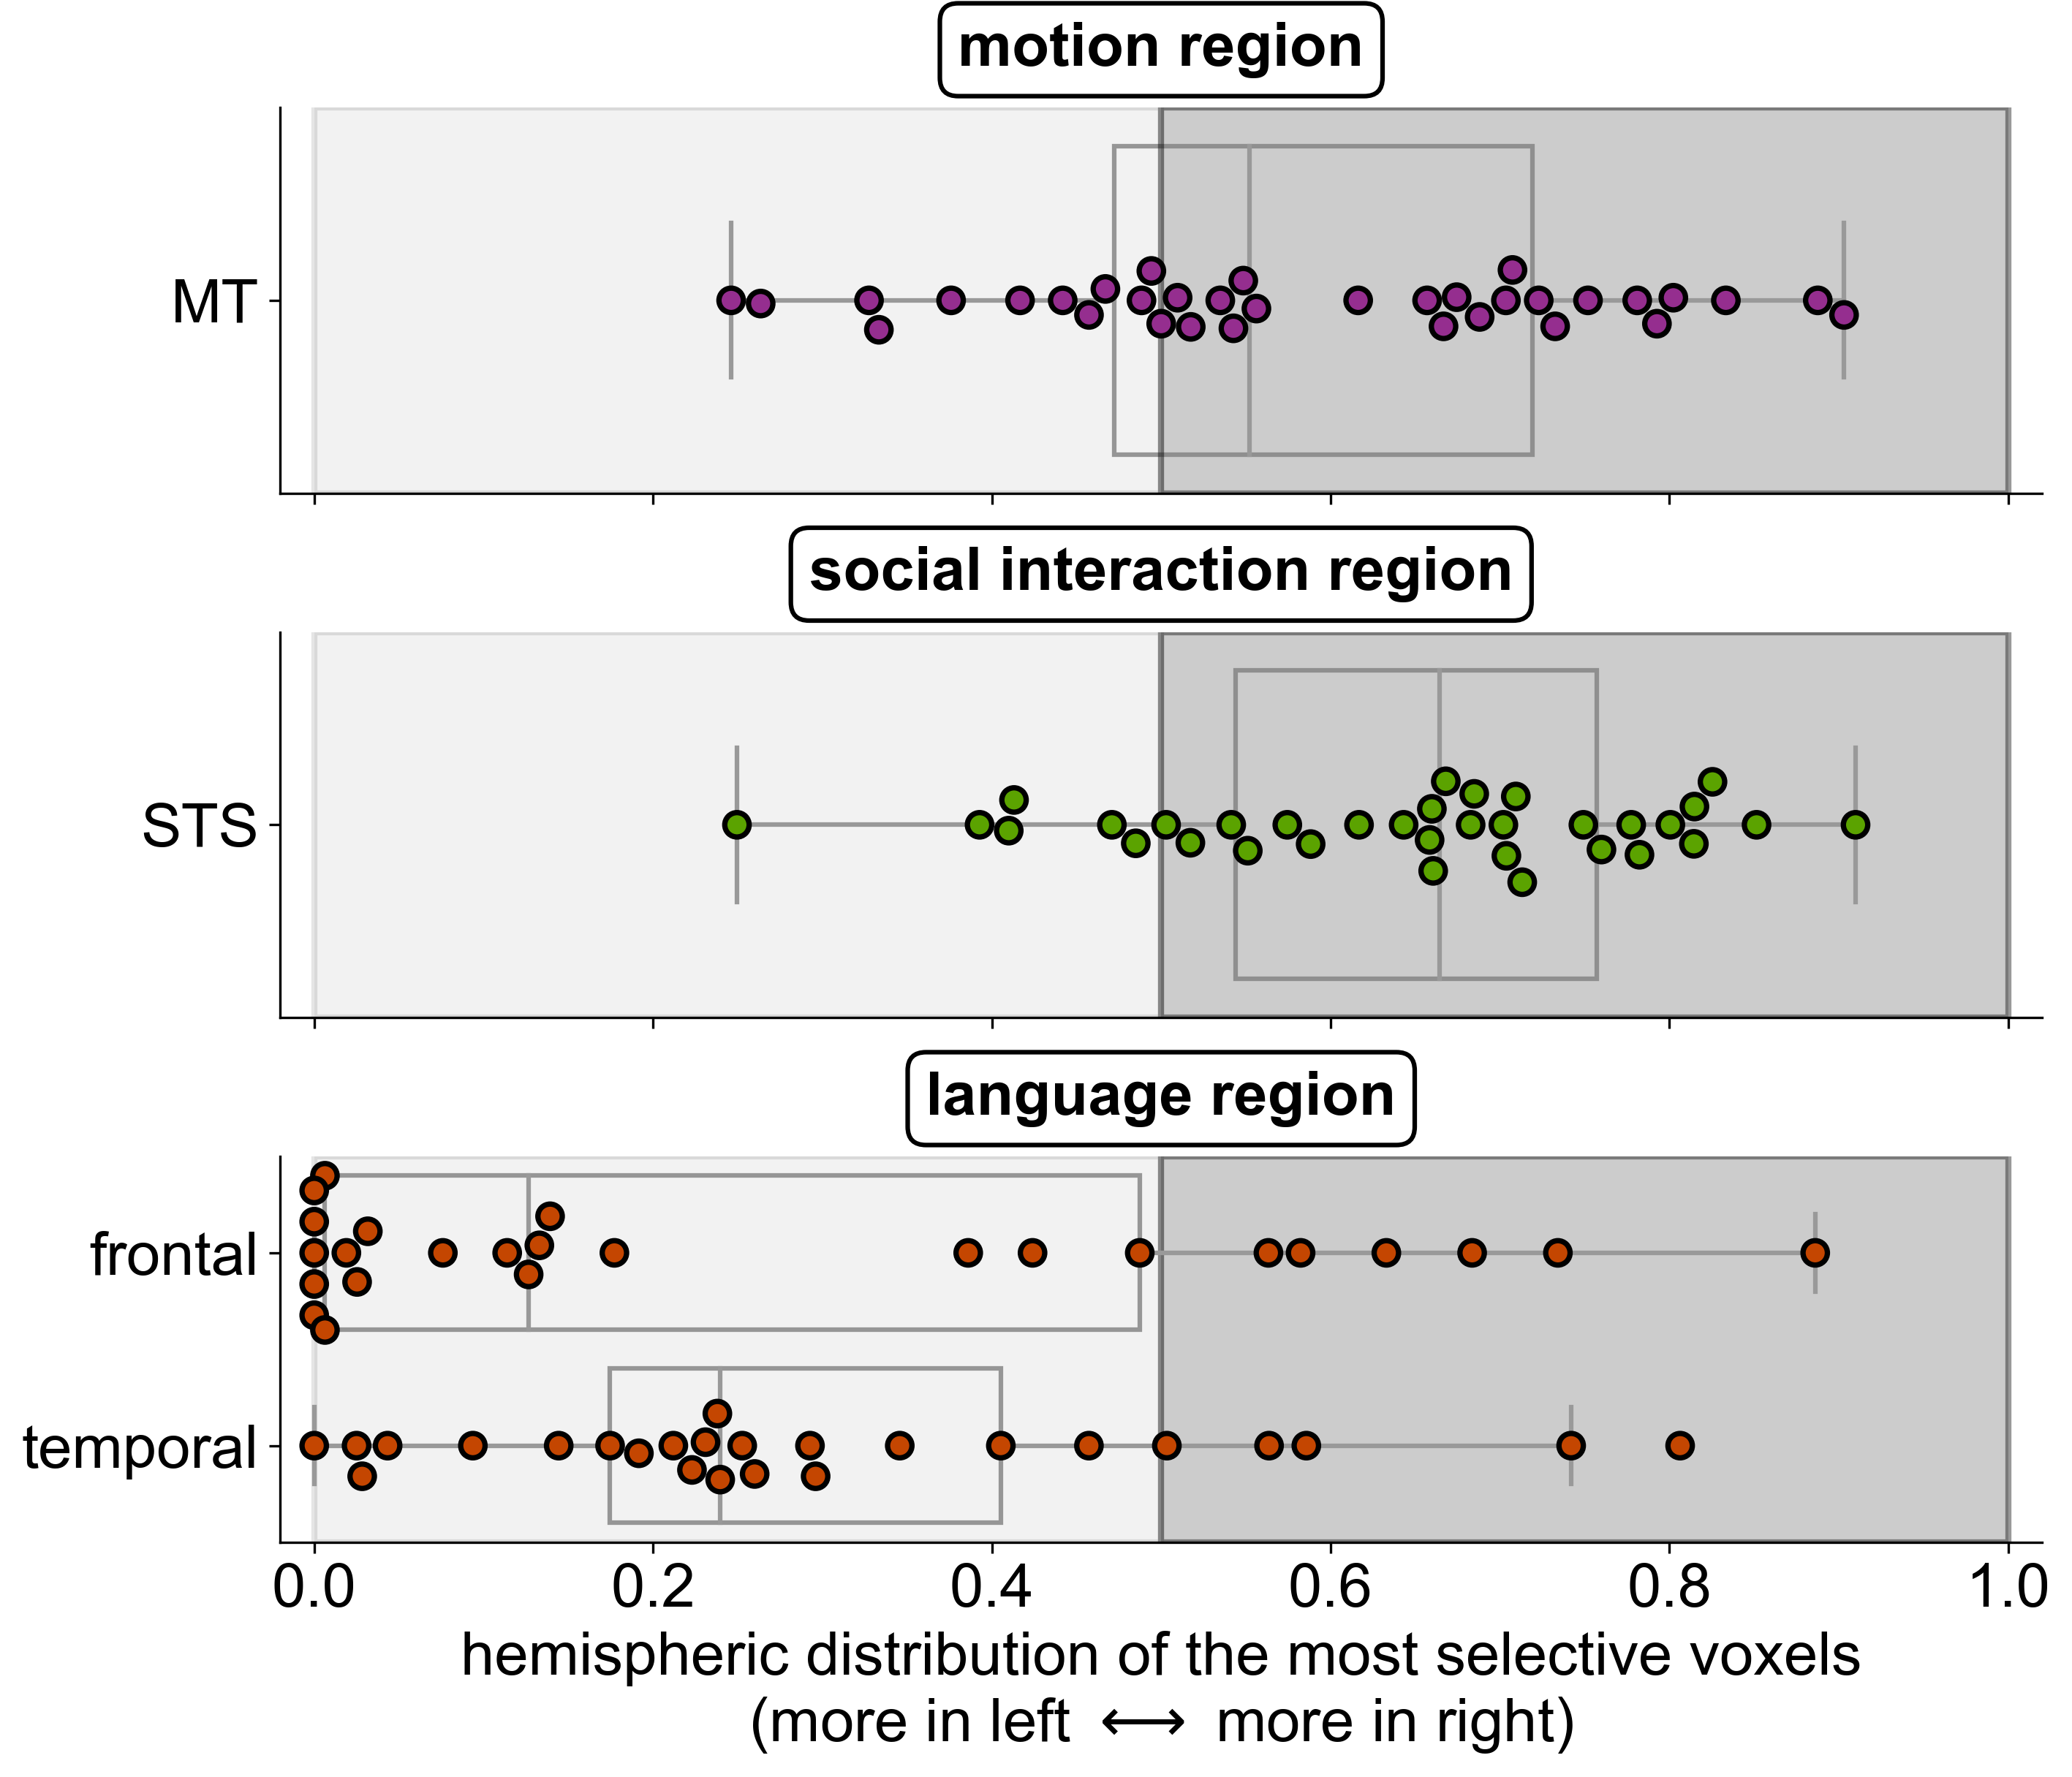 motion region
MT
social interaction region
STS
language region
frontal
temporal
0.0 0.2 0.4 0.6 0.8 1.0
hemispheric distribution of the most selective voxels
(more in left ⟷ more in right)